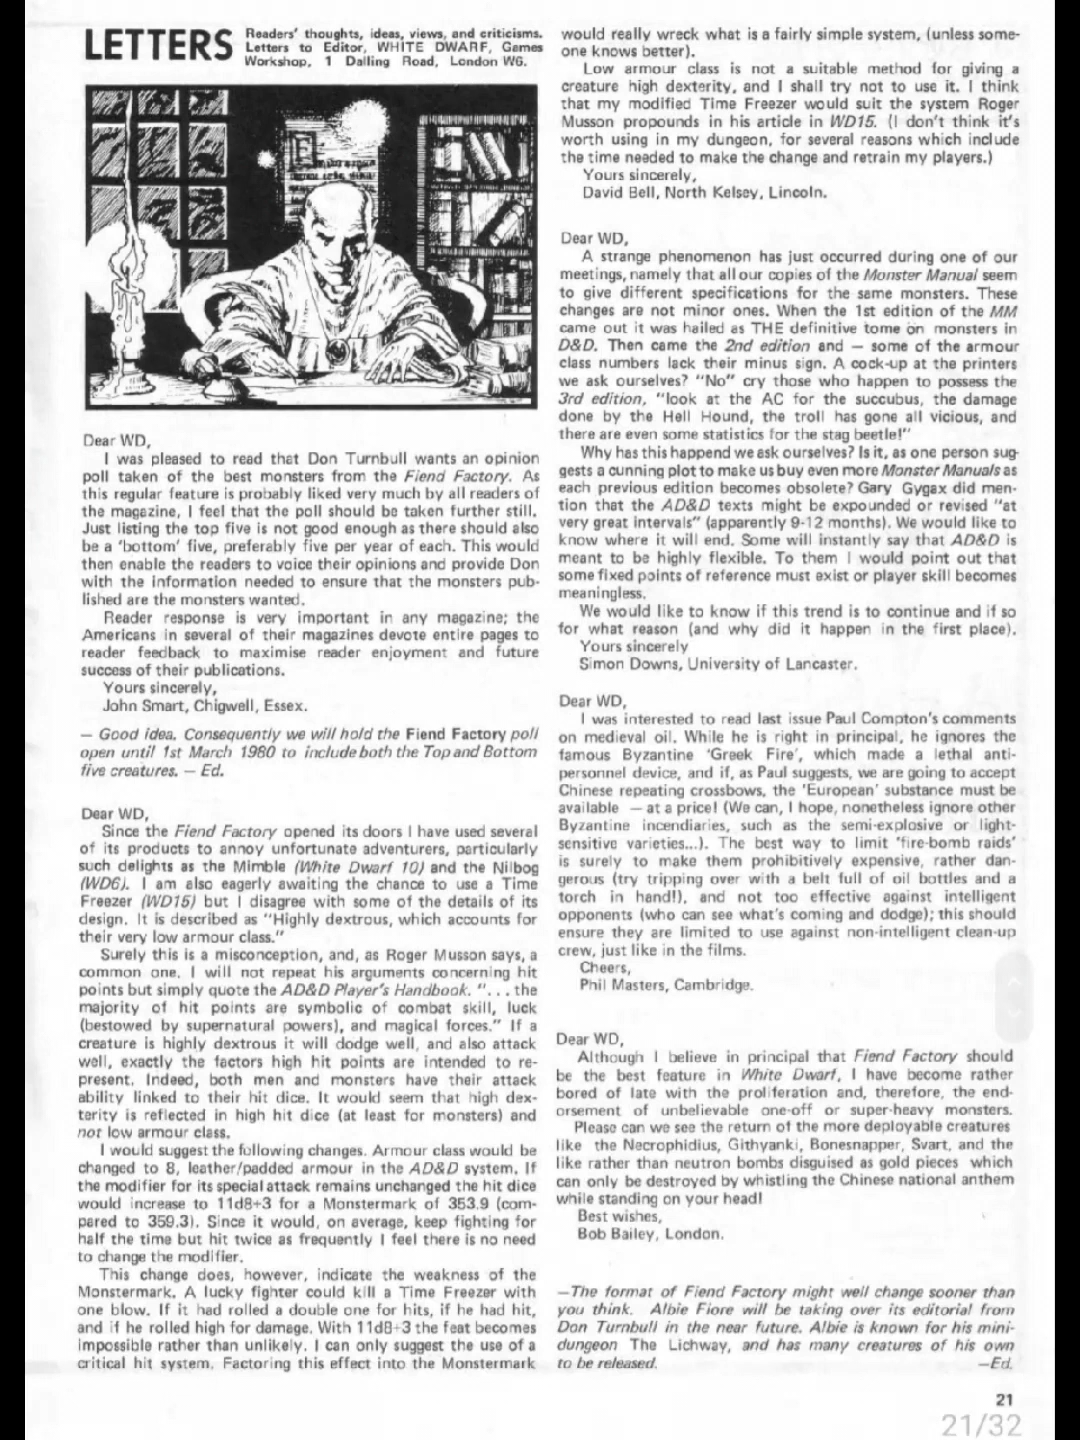 LETTERS
Readers' thoughts, ideas, views, and criticisms.
Letters to Editor, WHITE DWARF, Games
Workshop, 1 Dalling Road, London W6.
Dear WD,
I was pleased to read that Don Turnbull wants an opinion
poll taken of the best monsters from the Fiend Factory. As
this regular feature is probably liked very much by all readers of
the magazine, I feel that the poll should be taken further still.
Just listing the top five is not good enough as there should also
be a 'bottom' five, preferably five per year of each. This would
then enable the readers to voice their opinions and provide Don
with the information needed to ensure that the monsters pub-
lished are the monsters wanted.
Reader response is very important in any magazine; the
Americans in several of their magazines devote entire pages to
reader feedback to maximise reader enjoyment and future
success of their publications.
Yours sincerely,
John Smart, Chigwell, Essex.
— Good idea. Consequently we will hold the Fiend Factory poll
open until 1st March 1980 to include both the Top and Bottom
five creatures. — Ed.
Dear WD,
Since the Fiend Factory opened its doors I have used several
of its products to annoy unfortunate adventurers, particularly
such delights as the Mimble (White Dwarf 10) and the Nilbog
(WD6). I am also eagerly awaiting the chance to use a Time
Freezer (WD15) but I disagree with some of the details of its
design. It is described as "Highly dextrous, which accounts for
their very low armour class."
Surely this is a misconception, and, as Roger Musson says, a
common one. I will not repeat his arguments concerning hit
points but simply quote the AD&D Player's Handbook. ". . . the
majority of hit points are symbolic of combat skill, luck
(bestowed by supernatural powers), and magical forces." If a
creature is highly dextrous it will dodge well, and also attack
well, exactly the factors high hit points are intended to re-
present. Indeed, both men and monsters have their attack
ability linked to their hit dice. It would seem that high dex-
terity is reflected in high hit dice (at least for monsters) and
not low armour class.
I would suggest the following changes. Armour class would be
changed to 8, leather/padded armour in the AD&D system. If
the modifier for its special attack remains unchanged the hit dice
would increase to 11d8+3 for a Monstermark of 353.9 (com-
pared to 359.3). Since it would, on average, keep fighting for
half the time but hit twice as frequently I feel there is no need
to change the modifier.
This change does, however, indicate the weakness of the
Monstermark. A lucky fighter could kill a Time Freezer with
one blow. If it had rolled a double one for hits, if he had hit,
and if he rolled high for damage. With 11d8+3 the feat becomes
impossible rather than unlikely. I can only suggest the use of a
critical hit system. Factoring this effect into the Monstermark
would really wreck what is a fairly simple system, (unless some-
one knows better).
Low armour class is not a suitable method for giving a
creature high dexterity, and I shall try not to use it. I think
that my modified Time Freezer would suit the system Roger
Musson propounds in his article in WD15. (I don't think it's
worth using in my dungeon, for several reasons which include
the time needed to make the change and retrain my players.)
Yours sincerely,
David Bell, North Kelsey, Lincoln.
Dear WD,
A strange phenomenon has just occurred during one of our
meetings, namely that all our copies of the Monster Manual seem
to give different specifications for the same monsters. These
changes are not minor ones. When the 1st edition of the MM
came out it was hailed as THE definitive tome on monsters in
D&D. Then came the 2nd edition and — some of the armour
class numbers lack their minus sign. A cock-up at the printers
we ask ourselves? "No" cry those who happen to possess the
3rd edition, "look at the AC for the succubus, the damage
done by the Hell Hound, the troll has gone all vicious, and
there are even some statistics for the stag beetle!"
Why has this happend we ask ourselves? Is it, as one person sug-
gests a cunning plot to make us buy even more Monster Manuals as
each previous edition becomes obsolete? Gary Gygax did men-
tion that the AD&D texts might be expounded or revised "at
very great intervals" (apparently 9-12 months). We would like to
know where it will end. Some will instantly say that AD&D is
meant to be highly flexible. To them I would point out that
some fixed points of reference must exist or player skill becomes
meaningless.
We would like to know if this trend is to continue and if so
for what reason (and why did it happen in the first place).
Yours sincerely
Simon Downs, University of Lancaster.
Dear WD,
I was interested to read last issue Paul Compton's comments
on medieval oil. While he is right in principal, he ignores the
famous Byzantine 'Greek Fire', which made a lethal anti-
personnel device, and if, as Paul suggests, we are going to accept
Chinese repeating crossbows, the 'European' substance must be
available — at a price! (We can, I hope, nonetheless ignore other
Byzantine incendiaries, such as the semi-explosive or light-
sensitive varieties...). The best way to limit 'fire-bomb raids'
is surely to make them prohibitively expensive, rather dan-
gerous (try tripping over with a belt full of oil bottles and a
torch in hand!), and not too effective against intelligent
opponents (who can see what's coming and dodge); this should
ensure they are limited to use against non-intelligent clean-up
crew, just like in the films.
Cheers,
Phil Masters, Cambridge.
Dear WD,
Although I believe in principal that Fiend Factory should
be the best feature in White Dwarf, I have become rather
bored of late with the proliferation and, therefore, the end-
orsement of unbelievable one-off or super-heavy monsters.
Please can we see the return of the more deployable creatures
like the Necrophidius, Githyanki, Bonesnapper, Svart, and the
like rather than neutron bombs disguised as gold pieces which
can only be destroyed by whistling the Chinese national anthem
while standing on your head!
Best wishes,
Bob Bailey, London.
—The format of Fiend Factory might well change sooner than
you think. Albie Fiore will be taking over its editorial from
Don Turnbull in the near future. Albie is known for his mini-
dungeon The Lichway, and has many creatures of his own
to be released. —Ed.
21
21/32